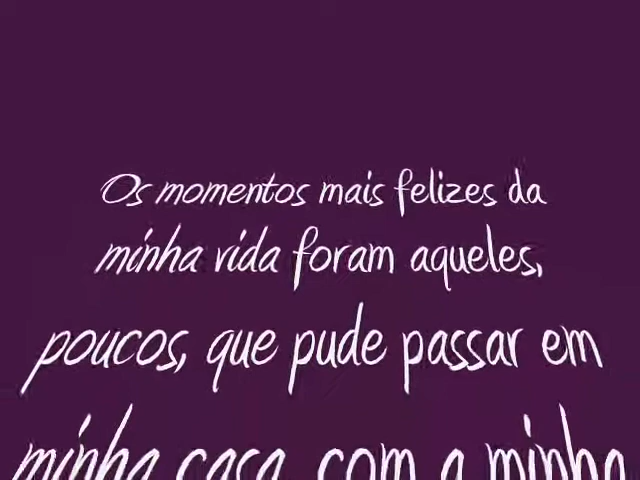 Os momentos mais felizes da
minha vida foram aqueles,
poucos, que pude passar em
minha casa, com a minha